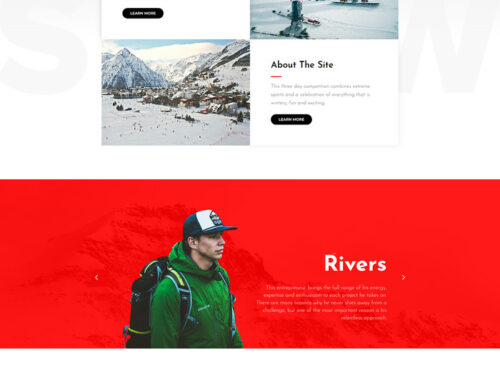 S W
LEARN MORE
About The Site
This three day competition combines extreme
sports and a celebration of everything that is
wintery, fun and exciting.
LEARN MORE
Rivers
This entrepreneur brings the full range of his energy,
expertise and enthusiasm to each project he takes on.
There are many reasons why he never shies away from a
challenge, but one of the most important reason is his
relentless approach.